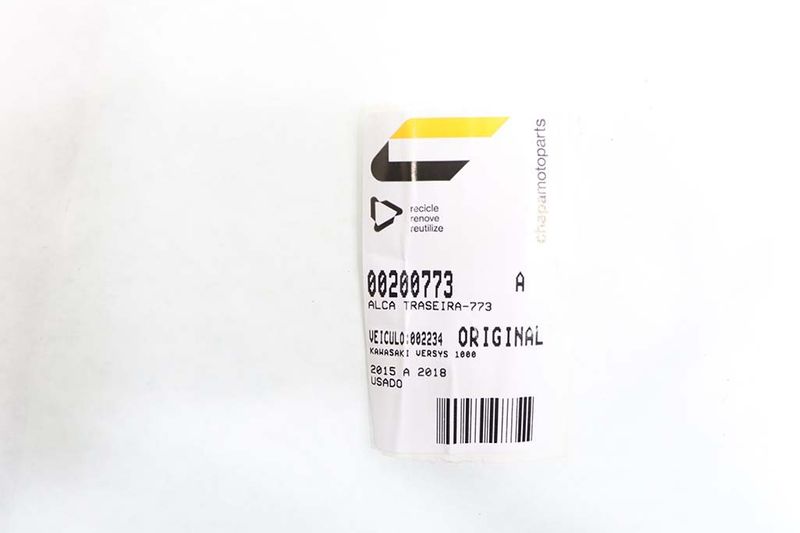 chapamotoparts
recicle
renove
reutilize
00200773 A
ALCA TRASEIRA-773
VEICULO:002234 ORIGINAL
KAWASAKI VERSYS 1000
2015 A 2018
USADO